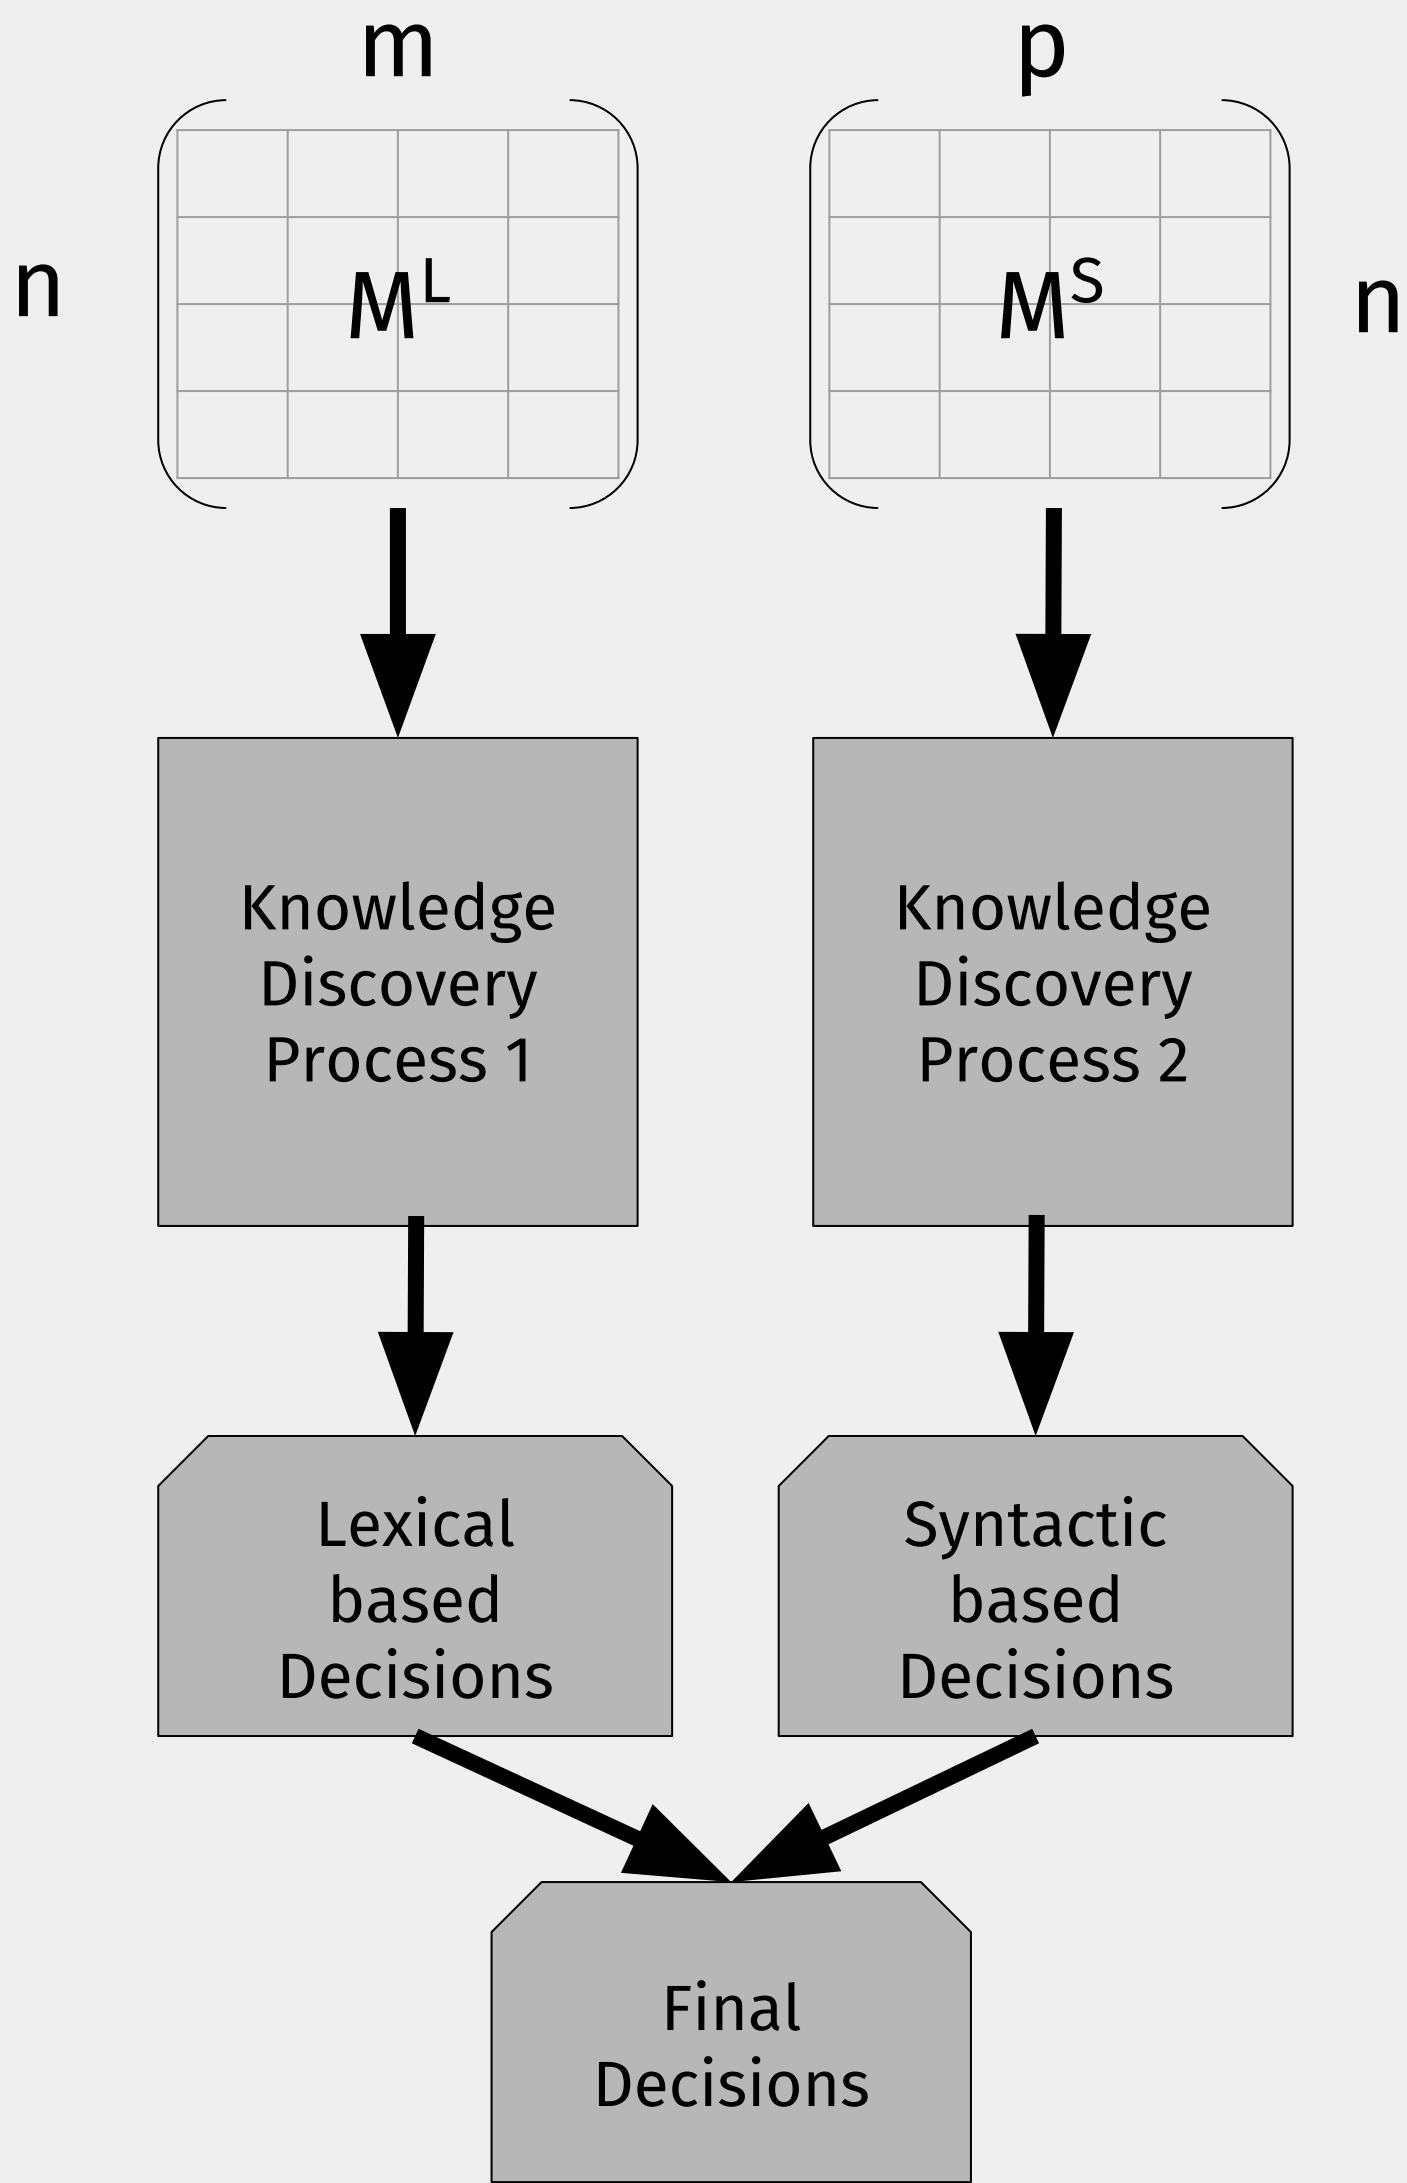 m
p
n
M^L
M^S
n
Knowledge
Discovery
Process 1
Knowledge
Discovery
Process 2
Lexical
based
Decisions
Syntactic
based
Decisions
Final
Decisions